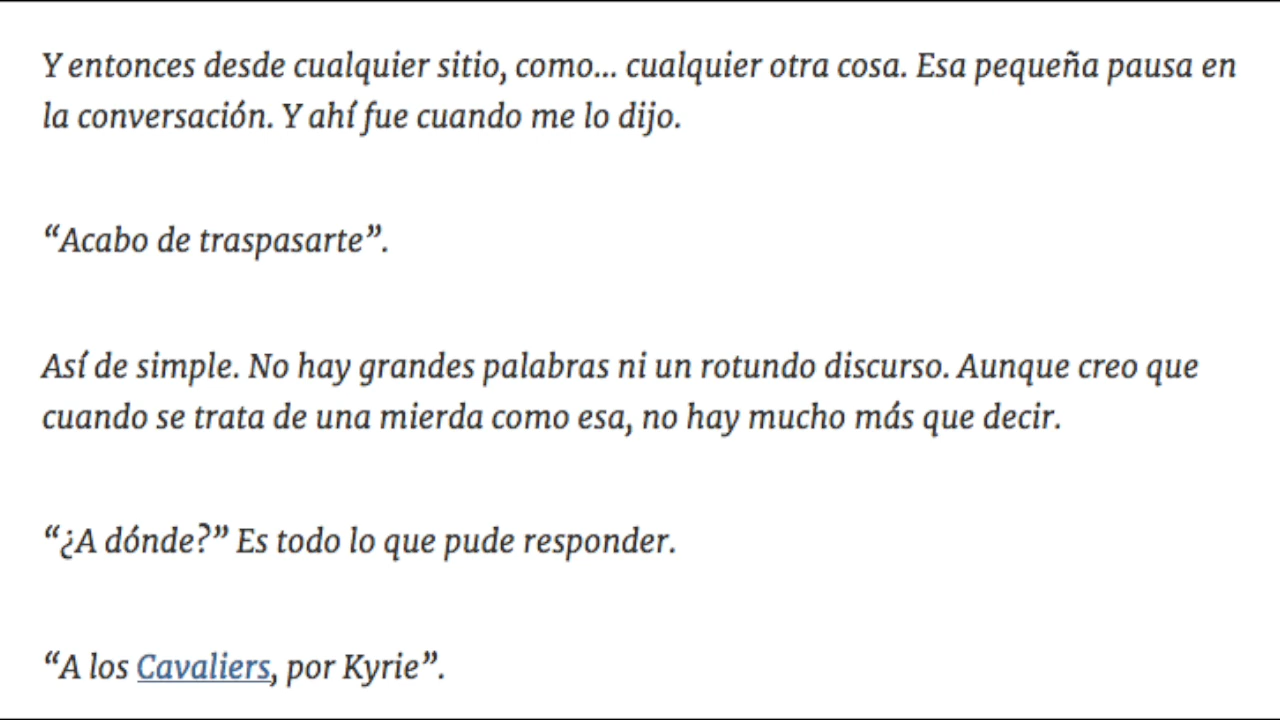 Y entonces desde cualquier sitio, como... cualquier otra cosa. Esa pequeña pausa en
la conversación. Y ahí fue cuando me lo dijo.
“Acabo de traspasarte”.
Así de simple. No hay grandes palabras ni un rotundo discurso. Aunque creo que
cuando se trata de una mierda como esa, no hay mucho más que decir.
“¿A dónde?” Es todo lo que pude responder.
“A los Cavaliers, por Kyrie”.